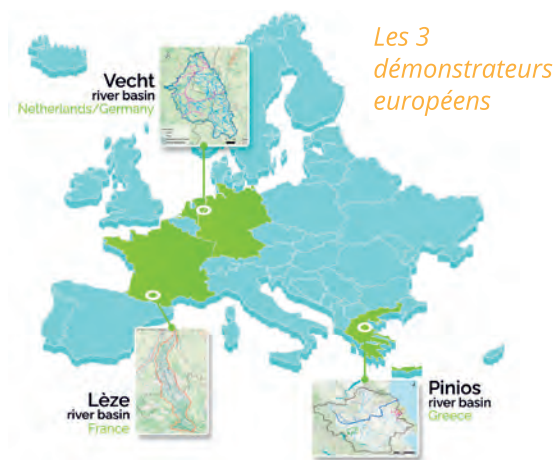 Les 3
démonstrateurs
européens
Vecht
river basin
Netherlands/Germany
Lèze
river basin
France
Pinios
river basin
Greece